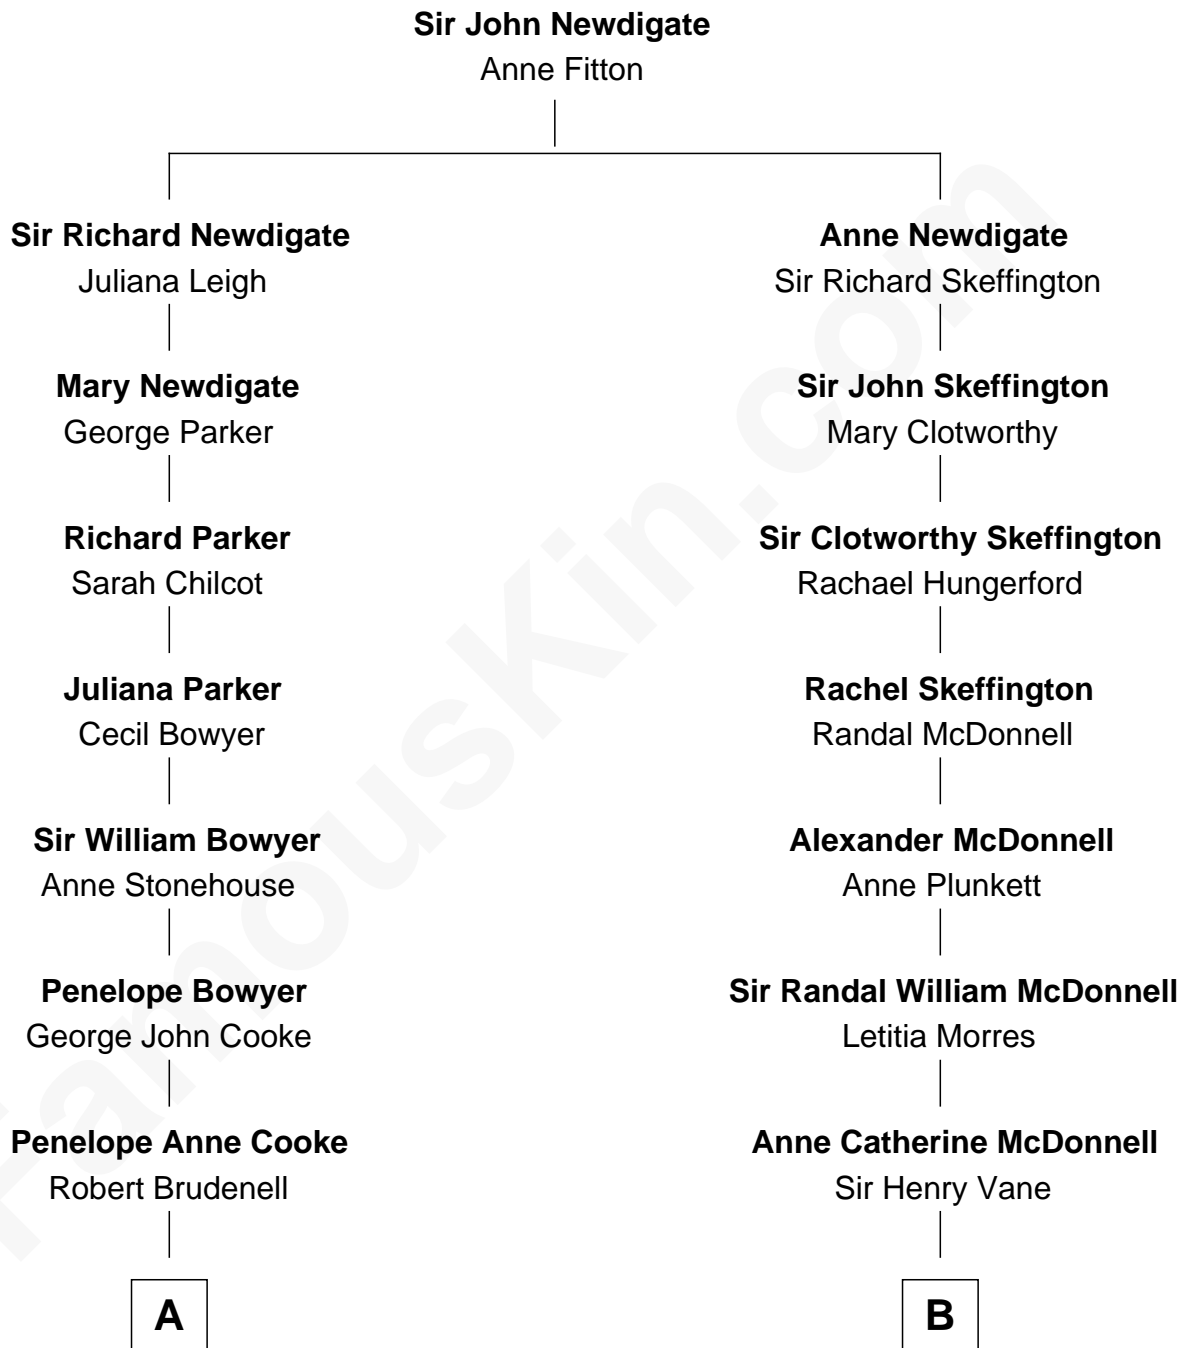 Sir John Newdigate
Anne Fitton
Sir Richard Newdigate
Juliana Leigh
Anne Newdigate
Sir Richard Skeffington
Mary Newdigate
George Parker
Sir John Skeffington
Mary Clotworthy
Richard Parker
Sarah Chilcot
Sir Clotworthy Skeffington
Rachael Hungerford
Juliana Parker
Cecil Bowyer
Rachel Skeffington
Randal McDonnell
Sir William Bowyer
Anne Stonehouse
Alexander McDonnell
Anne Plunkett
Penelope Bowyer
George John Cooke
Sir Randal William McDonnell
Letitia Morres
Penelope Anne Cooke
Robert Brudenell
Anne Catherine McDonnell
Sir Henry Vane
A
B
FamousKin.com